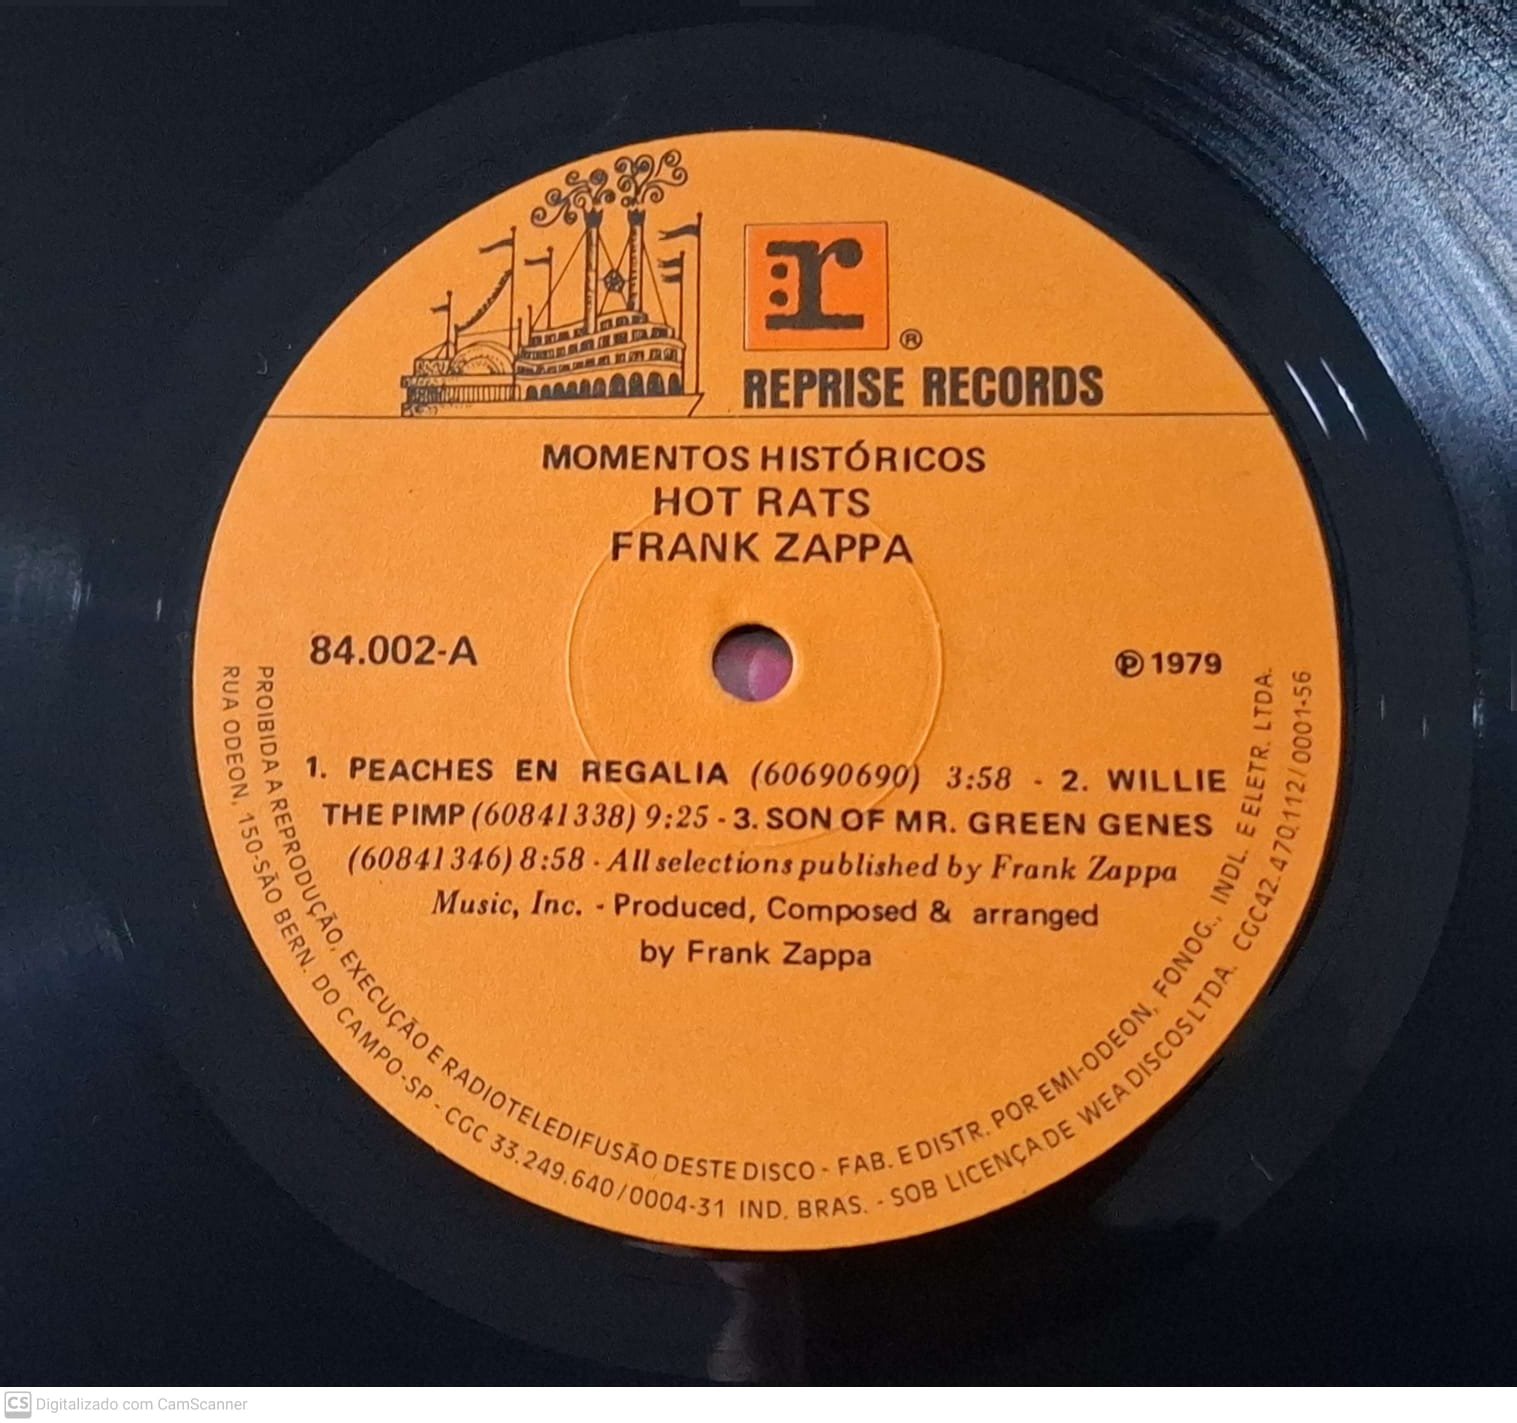 r
®
REPRISE RECORDS
MOMENTOS HISTÓRICOS
HOT RATS
FRANK ZAPPA
84.002-A
℗ 1979
1. PEACHES EN REGALIA (60690690) 3:58 - 2. WILLIE
THE PIMP (60841338) 9:25 - 3. SON OF MR. GREEN GENES
(60841346) 8:58 - All selections published by Frank Zappa
Music, Inc. - Produced, Composed & arranged
by Frank Zappa
PROIBIDA A REPRODUÇÃO, EXECUÇÃO E RADIOTELEDIFUSÃO DESTE DISCO - FAB. E DISTR. POR EMI-ODEON, FONOG., INDL. E ELETR. LTDA.
RUA ODEON, 150-SÃO BERN. DO CAMPO-SP - CGC 33.249.640/0004-31 IND. BRAS. - SOB LICENÇA DE WEA DISCOS LTDA. CGC42.470.112/0001-56
CS Digitalizado com CamScanner